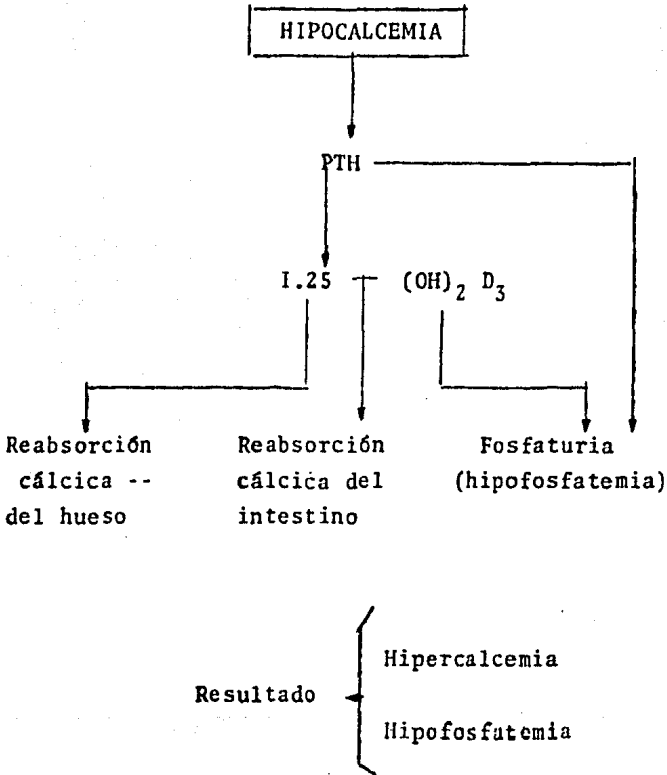 HIPOCALCEMIA
PTH
I.25 — (OH)2 D3
Reabsorción
cálcica --
del hueso
Reabsorción
cálcica del
intestino
Fosfaturia
(hipofosfatemia)
Resultado
Hipercalcemia
Hipofosfatemia